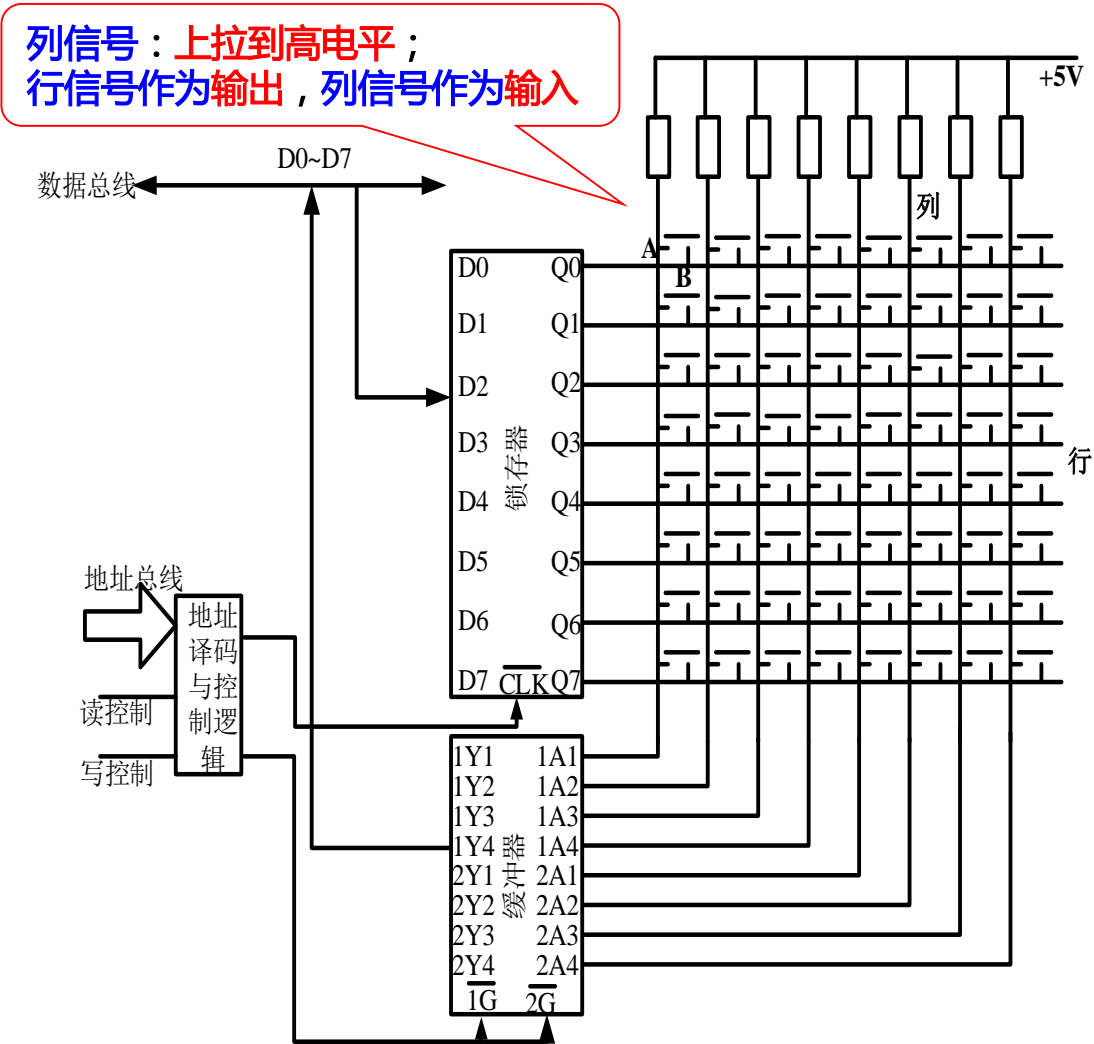 列信号：上拉到高电平；
行信号作为输出，列信号作为输入
+5V
D0~D7
数据总线
列
A
B
D0 Q0
D1 Q1
D2 Q2
D3 Q3
D4 Q4
D5 Q5
D6 Q6
D7 CLK Q7
锁存器
行
地址总线
读控制
写控制
地址
译码
与控
制逻
辑
1Y1 1A1
1Y2 1A2
1Y3 1A3
1Y4 1A4
2Y1 2A1
2Y2 2A2
2Y3 2A3
2Y4 2A4
缓冲器
1G 2G